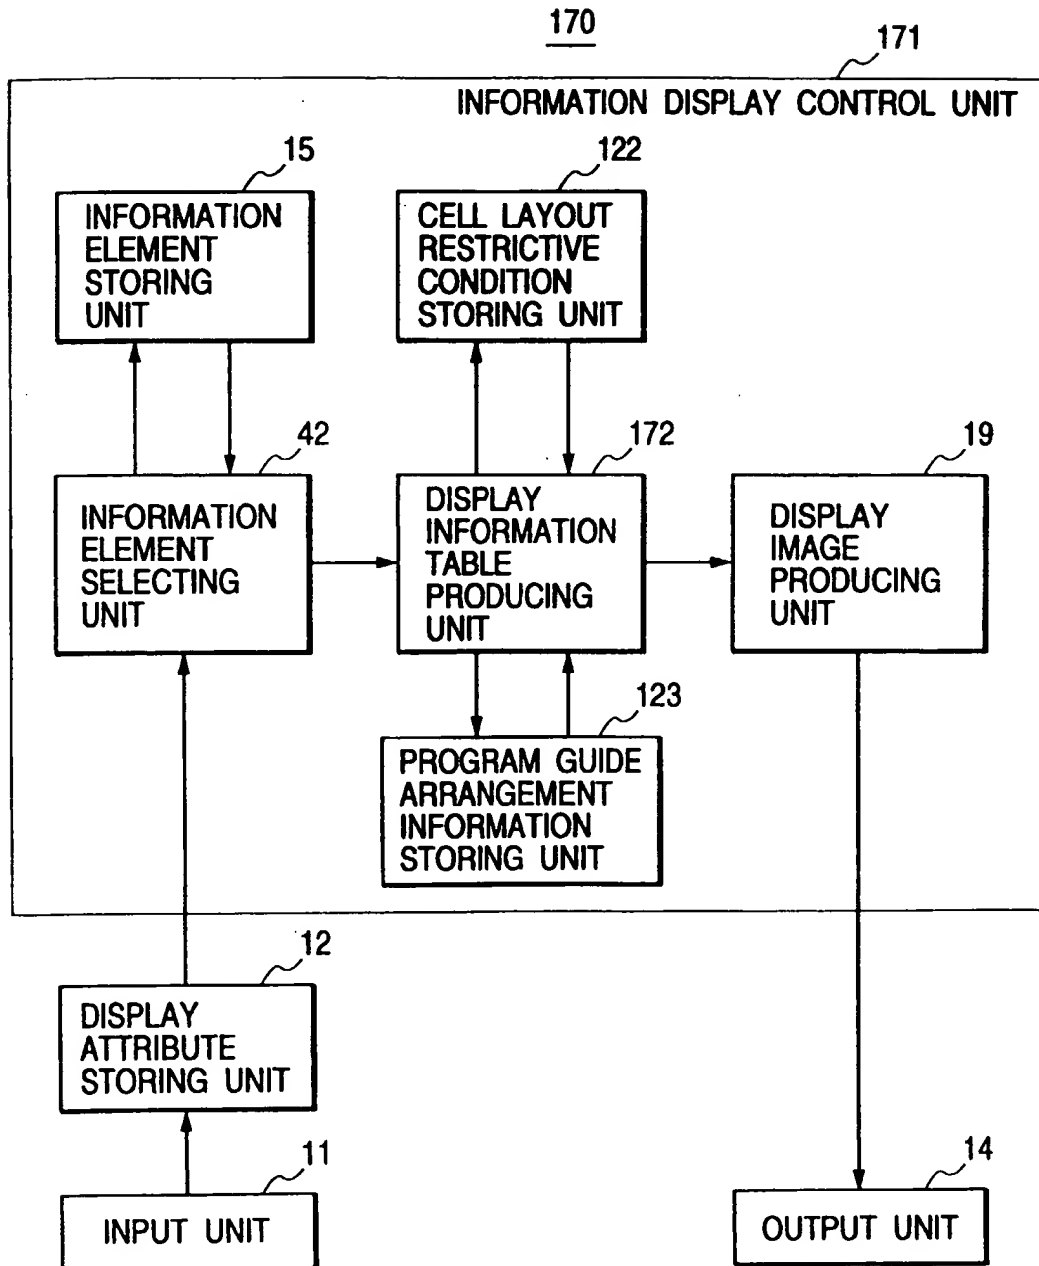 170
171
INFORMATION DISPLAY CONTROL UNIT
15
INFORMATION
ELEMENT
STORING
UNIT
122
CELL LAYOUT
RESTRICTIVE
CONDITION
STORING UNIT
42
INFORMATION
ELEMENT
SELECTING
UNIT
172
DISPLAY
INFORMATION
TABLE
PRODUCING
UNIT
19
DISPLAY
IMAGE
PRODUCING
UNIT
123
PROGRAM GUIDE
ARRANGEMENT
INFORMATION
STORING UNIT
12
DISPLAY
ATTRIBUTE
STORING UNIT
11
INPUT UNIT
14
OUTPUT UNIT